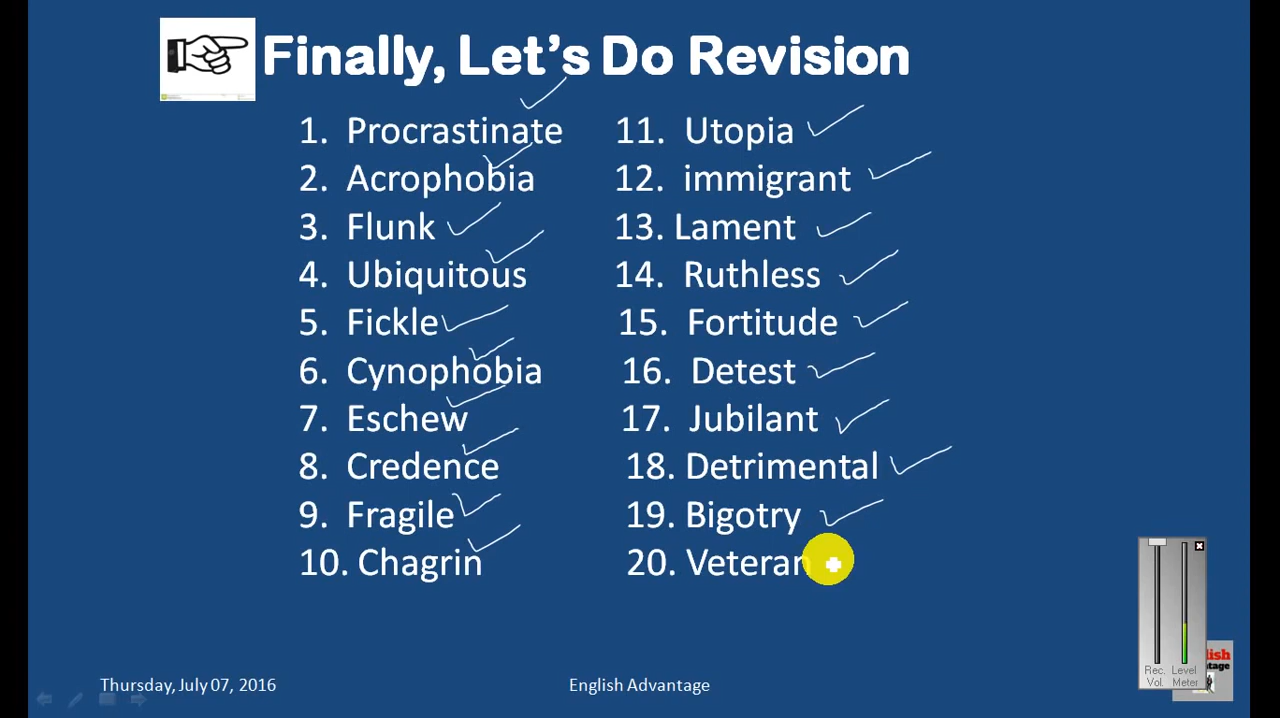 Finally, Let's Do Revision
1. Procrastinate
2. Acrophobia
3. Flunk
4. Ubiquitous
5. Fickle
6. Cynophobia
7. Eschew
8. Credence
9. Fragile
10. Chagrin
11. Utopia
12. immigrant
13. Lament
14. Ruthless
15. Fortitude
16. Detest
17. Jubilant
18. Detrimental
19. Bigotry
20. Veteran
Rec. Level
Vol. Meter
Thursday, July 07, 2016
English Advantage